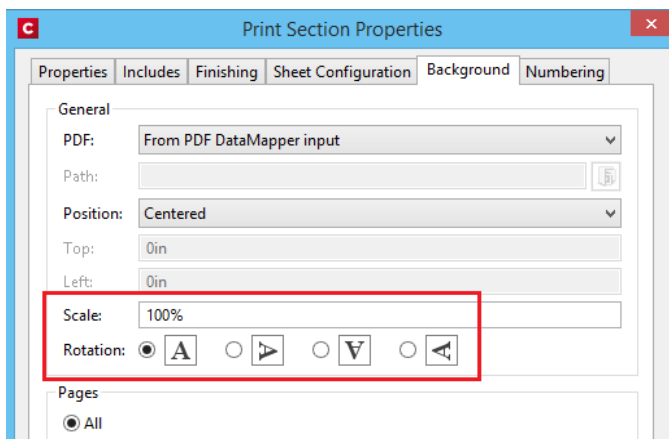 C
Print Section Properties
Properties Includes Finishing Sheet Configuration Background Numbering
General
PDF: From PDF DataMapper input
Path:
Position: Centered
Top: 0in
Left: 0in
Scale: 100%
Rotation: A A A A
Pages
All